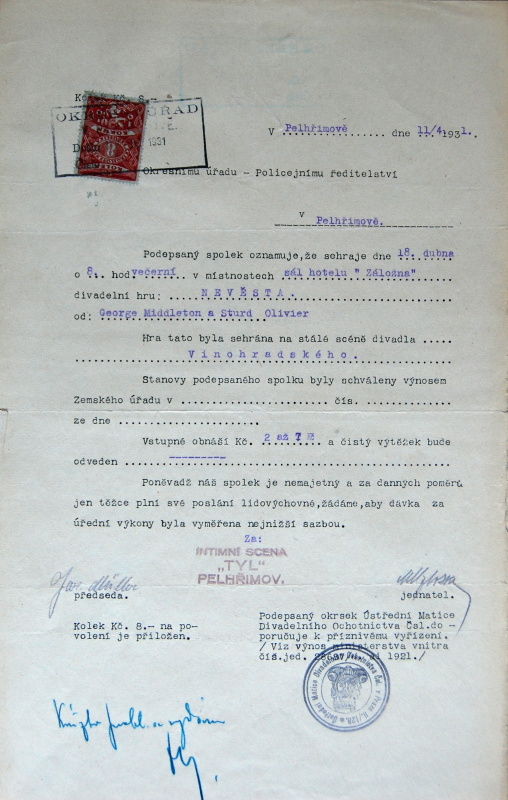 Kč. 8.-
OKRESNÍ ÚŘAD
1931
V Pelhřimově dne 11/4 1931.
Okresnímu úřadu - Policejnímu ředitelství
v Pelhřimově.
Podepsaný spolek oznamuje,že sehraje dne 18. dubna
o 8. hod večerní v místnostech sál hotelu " Záložna"
divadelní hru: NEVĚSTA.
od: George Middleton a Sturd Olivier
Hra tato byla sehrána na stálé scéně divadla
Vinohradského.
Stanovy podepsaného spolku byly schváleny výnosem
Zemského úřadu v čís.
ze dne
Vstupné obnáší Kč. 2 až 7 a čistý výtěžek buče
odveden ---------
Poněvadž náš spolek je nemajetný a za daných poměrů
jen těžce plní své poslání lidovýchovné,žádáme,aby dávka za
úřední výkony byla vyměřena nejnižší sazbou.
Za:
INTIMNÍ SCENA
„TYL"
PELHŘIMOV.
předseda.
jednatel.
Kolek Kč. 8.- na po-
volení je přiložen.
Podepsaný okrsek Ústřední Matice
Divadelního Ochotnictva Čsl.do -
poručuje k příznivému vyřízení.
/ Viz výnos ministerstva vnitra
čís.jed. 1921./